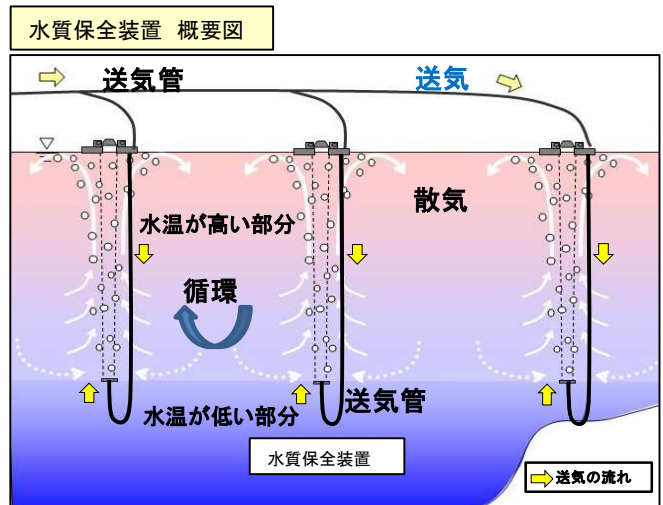 水質保全装置 概要図
送気管
送気
散気
水温が高い部分
循環
送気管
水温が低い部分
水質保全装置
送気の流れ